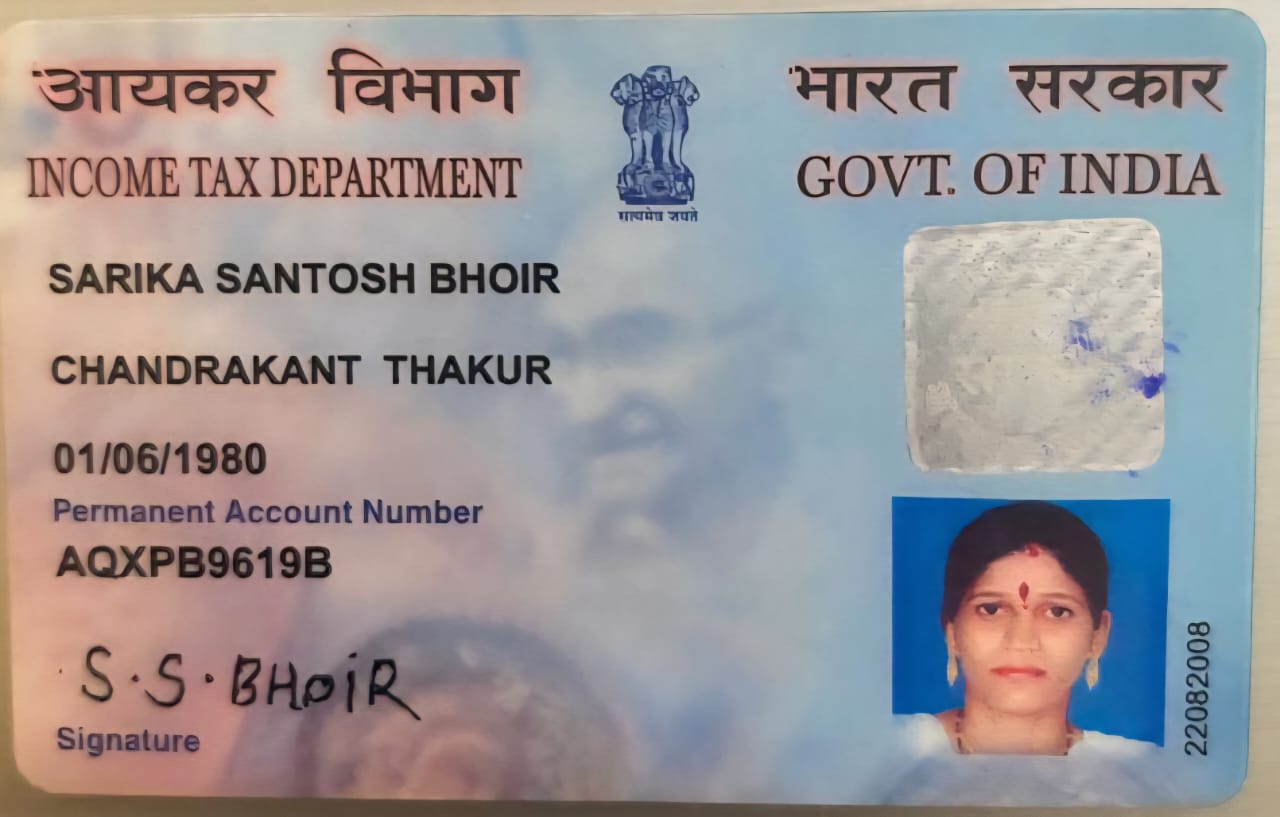 आयकर विभाग
INCOME TAX DEPARTMENT
सत्यमेव जयते
भारत सरकार
GOVT. OF INDIA
SARIKA SANTOSH BHOIR
CHANDRAKANT THAKUR
01/06/1980
Permanent Account Number
AQXPB9619B
S.S.BHOIR
Signature
22082008